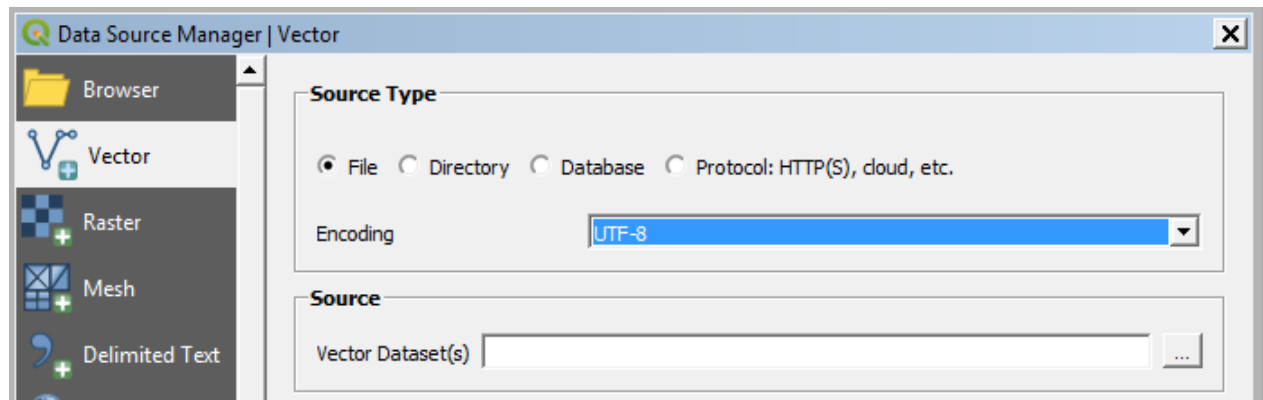 Data Source Manager | Vector
Browser
Vector
Raster
Mesh
Delimited Text
Source Type
File Directory Database Protocol: HTTP(S), cloud, etc.
Encoding UTF-8
Source
Vector Dataset(s) ...